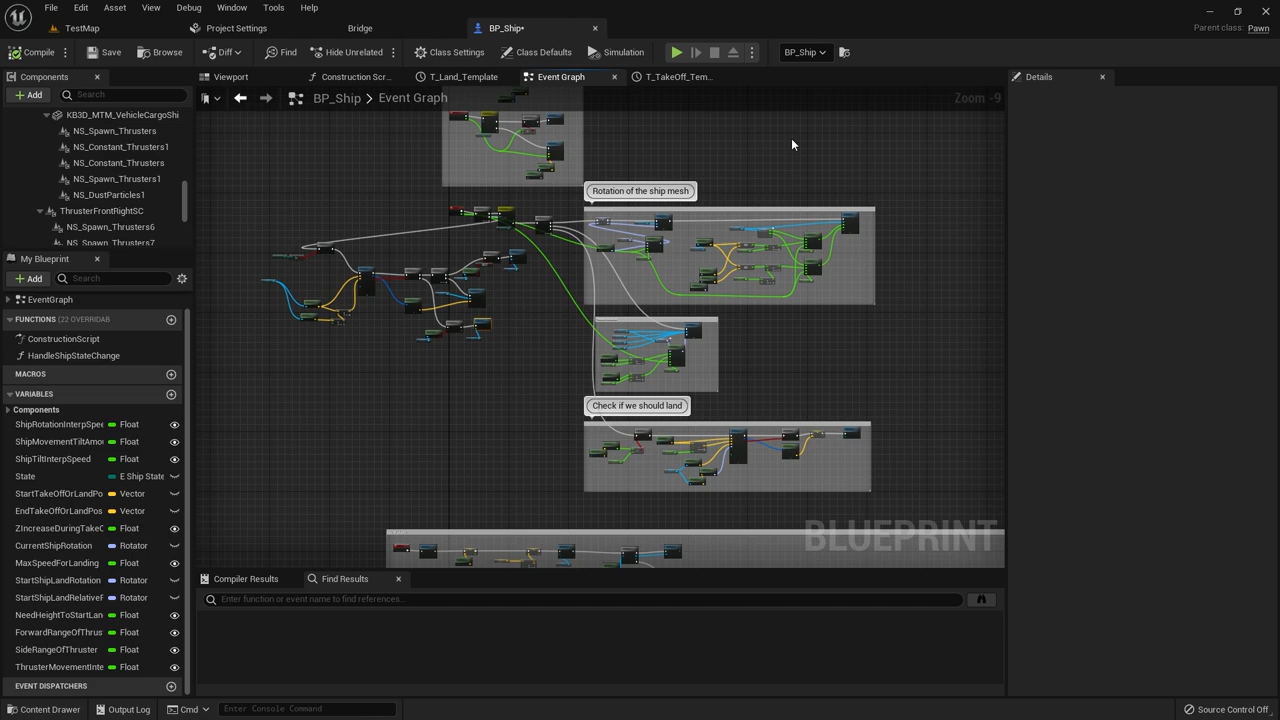 File Edit Asset View Debug Window Tools Help
TestMap Project Settings Bridge BP_Ship•
Parent class: Pawn
Compile Save Browse Diff Find Hide Unrelated Class Settings Class Defaults Simulation BP_Ship
Components
Add Search
KB3D_MTM_VehicleCargoShi
NS_Spawn_Thrusters
NS_Constant_Thrusters1
NS_Constant_Thrusters
NS_Spawn_Thrusters1
NS_DustParticles1
ThrusterFrontRightSC
NS_Spawn_Thrusters6
NS_Spawn_Thrusters7
My Blueprint
Add Search
EventGraph
FUNCTIONS (22 OVERRIDAB
ConstructionScript
HandleShipStateChange
MACROS
VARIABLES
Components
ShipRotationInterpSpee Float
ShipMovementTiltAmou Float
ShipTiltInterpSpeed Float
State E Ship State
StartTakeOffOrLandPo Vector
EndTakeOffOrLandPos Vector
ZIncreaseDuringTakeO Float
CurrentShipRotation Rotator
MaxSpeedForLanding Float
StartShipLandRotation Rotator
StartShipLandRelativeR Rotator
NeedHeightToStartLan Float
ForwardRangeOfThrus Float
SideRangeOfThruster Float
ThrusterMovementInte Float
EVENT DISPATCHERS
Viewport Construction Scr... T_Land_Template Event Graph T_TakeOff_Tem...
BP_Ship > Event Graph
Zoom -9
Rotation of the ship mesh
Check if we should land
BLUEPRINT
Compiler Results Find Results
Enter function or event name to find references...
Details
Content Drawer Output Log Cmd Enter Console Command
Source Control Off